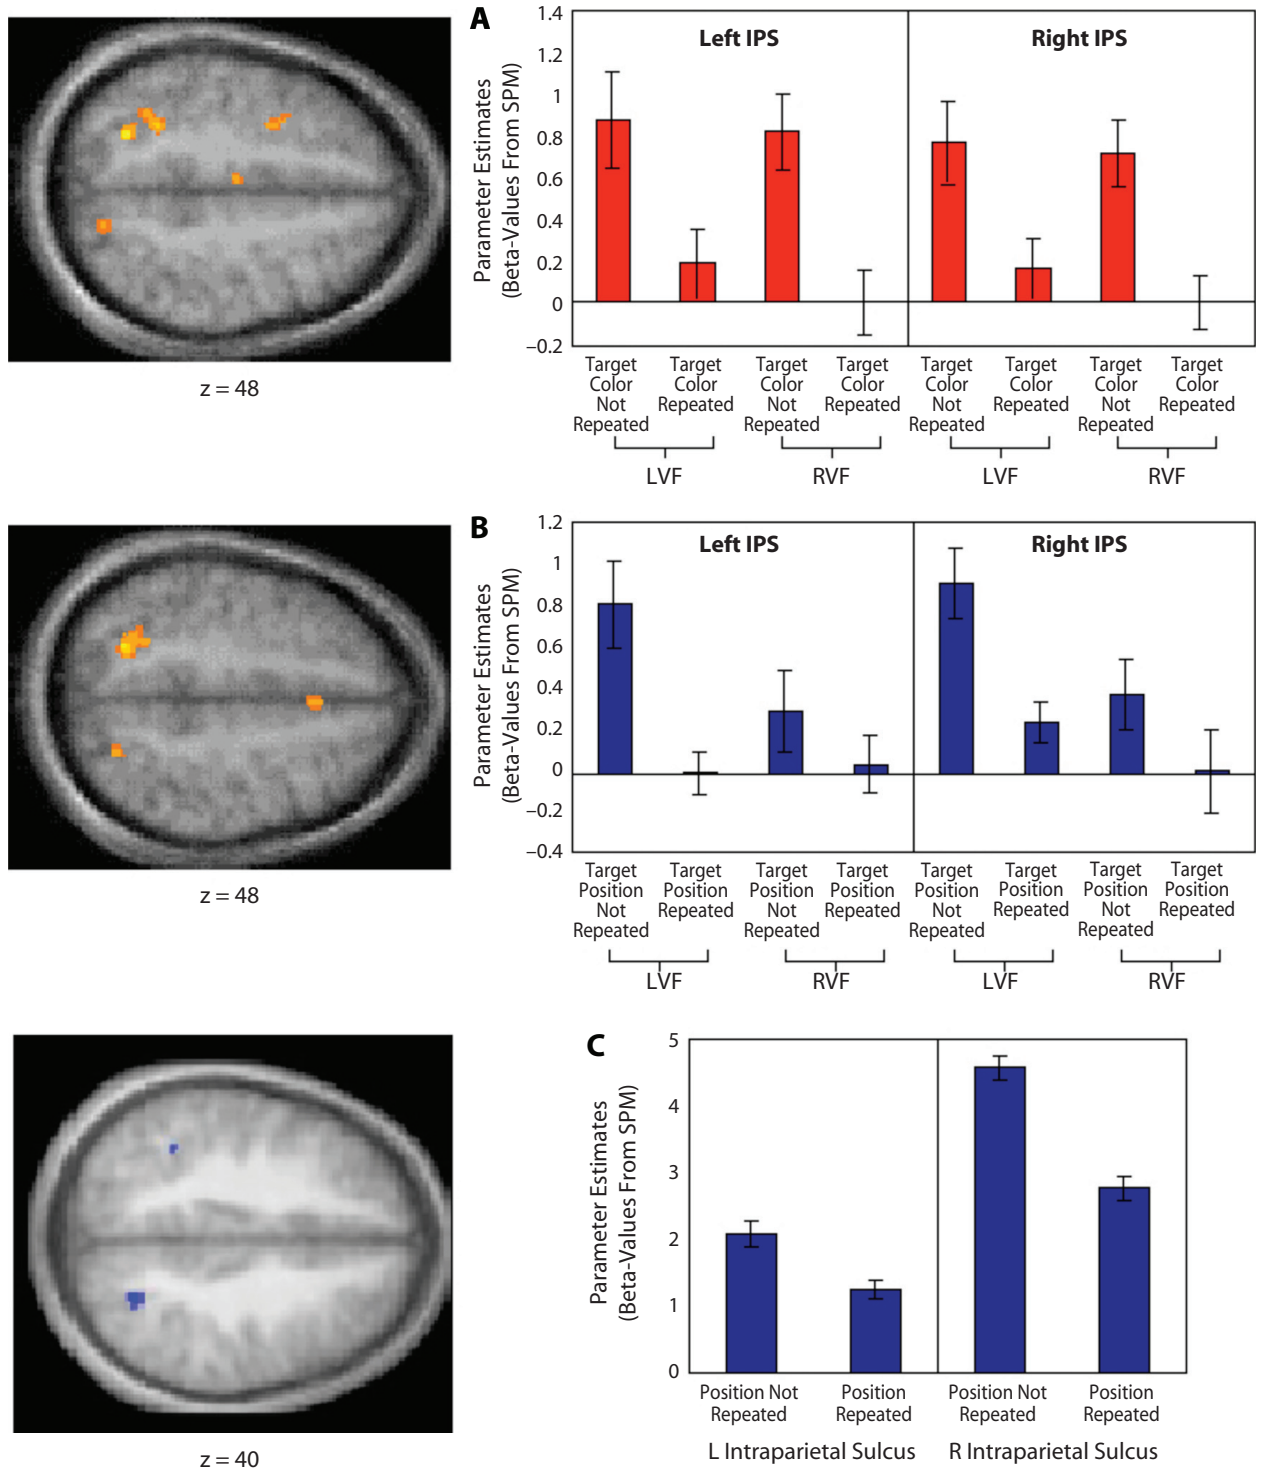 A
Parameter Estimates
(Beta-Values From SPM)
1.4
1.2
1
0.8
0.6
0.4
0.2
0
–0.2
Left IPS
Right IPS
Target
Color
Not
Repeated
Target
Color
Repeated
Target
Color
Not
Repeated
Target
Color
Repeated
Target
Color
Not
Repeated
Target
Color
Repeated
Target
Color
Not
Repeated
Target
Color
Repeated
LVF
RVF
LVF
RVF
z = 48
B
Parameter Estimates
(Beta-Values From SPM)
1.2
1
0.8
0.6
0.4
0.2
0
–0.2
–0.4
Left IPS
Right IPS
Target
Position
Not
Repeated
Target
Position
Repeated
Target
Position
Not
Repeated
Target
Position
Repeated
Target
Position
Not
Repeated
Target
Position
Repeated
Target
Position
Not
Repeated
Target
Position
Repeated
LVF
RVF
LVF
RVF
z = 48
C
Parameter Estimates
(Beta-Values From SPM)
5
4
3
2
1
0
Position Not
Repeated
Position
Repeated
Position Not
Repeated
Position
Repeated
L Intraparietal Sulcus
R Intraparietal Sulcus
z = 40